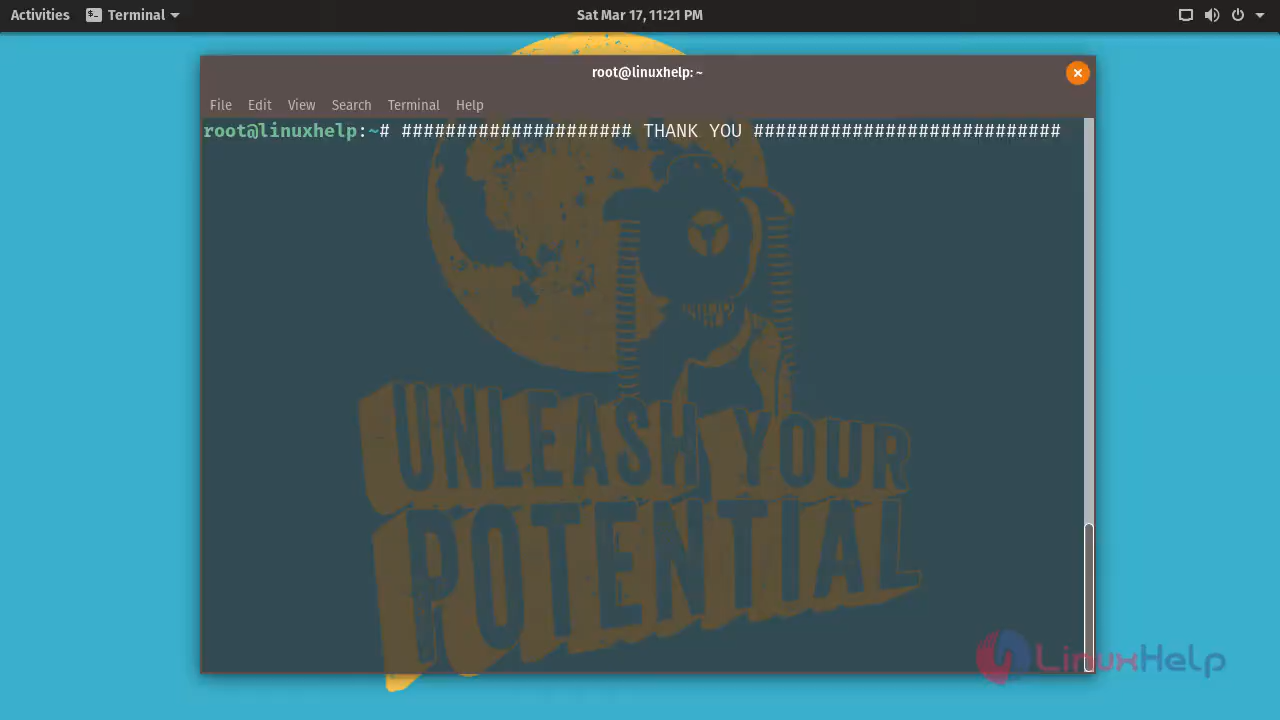 Activities Terminal Sat Mar 17, 11:21 PM
root@linuxhelp: ~
File Edit View Search Terminal Help
root@linuxhelp:~# ##################### THANK YOU ############################
UNLEASH YOUR
POTENTIAL
LinuxHelp